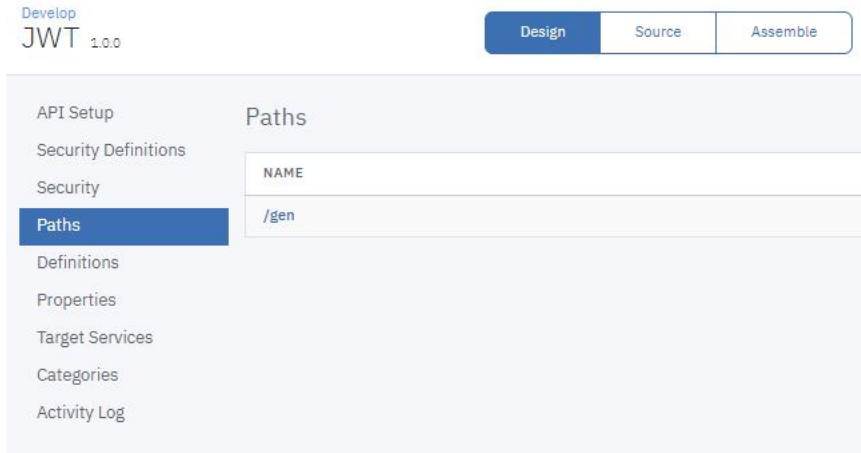 Develop
JWT 1.0.0
Design Source Assemble
API Setup
Security Definitions
Security
Paths
Definitions
Properties
Target Services
Categories
Activity Log
Paths
NAME
/gen